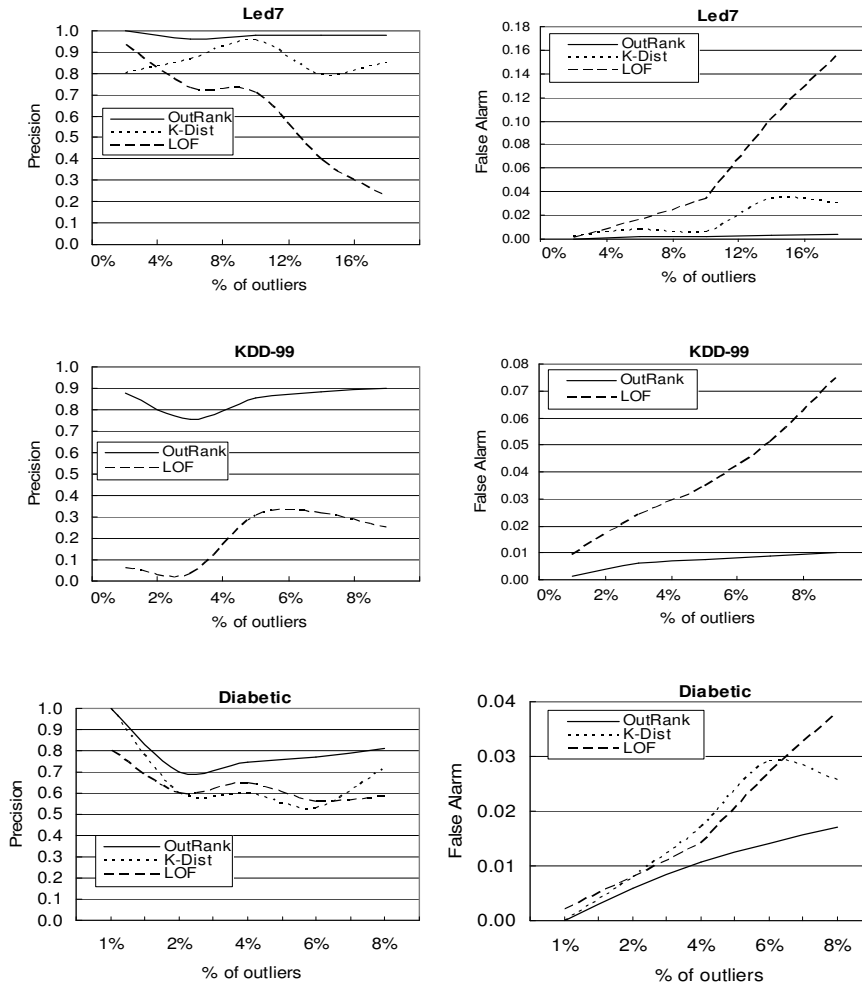 Led7
1.0
0.9
0.8
0.7
0.6
0.5
0.4
0.3
0.2
0.1
0.0
Precision
OutRank
K-Dist
LOF
0% 4% 8% 12% 16%
% of outliers
Led7
0.18
0.16
0.14
0.12
0.10
0.08
0.06
0.04
0.02
0.00
False Alarm
OutRank
K-Dist
LOF
0% 4% 8% 12% 16%
% of outliers
KDD-99
1.0
0.9
0.8
0.7
0.6
0.5
0.4
0.3
0.2
0.1
0.0
Precision
OutRank
LOF
0% 2% 4% 6% 8%
% of outliers
KDD-99
0.08
0.07
0.06
0.05
0.04
0.03
0.02
0.01
0.00
False Alarm
OutRank
LOF
0% 2% 4% 6% 8%
% of outliers
Diabetic
1.0
0.9
0.8
0.7
0.6
0.5
0.4
0.3
0.2
0.1
0.0
Precision
OutRank
K-Dist
LOF
1% 2% 4% 6% 8%
% of outliers
Diabetic
0.04
0.03
0.02
0.01
0.00
False Alarm
OutRank
K-Dist
LOF
1% 2% 4% 6% 8%
% of outliers